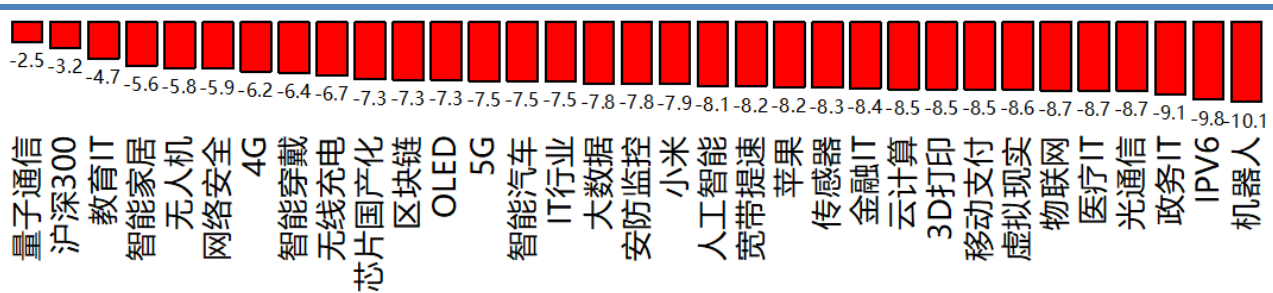 -2.5
-3.2
-4.7
-5.6
-5.8
-5.9
-6.2
-6.4
-6.7
-7.3
-7.3
-7.3
-7.5
-7.5
-7.5
-7.8
-7.8
-7.9
-8.1
-8.2
-8.2
-8.3
-8.4
-8.5
-8.5
-8.5
-8.6
-8.7
-8.7
-8.7
-9.1
-9.8
-10.1
量子通信
沪深300
教育IT
智能家居
无人机
网络安全
4G
智能穿戴
无线充电
芯片国产化
区块链
OLED
5G
智能汽车
IT行业
大数据
安防监控
小米
人工智能
宽带提速
苹果
传感器
金融IT
云计算
3D打印
移动支付
虚拟现实
物联网
医疗IT
光通信
政务IT
IPV6
机器人